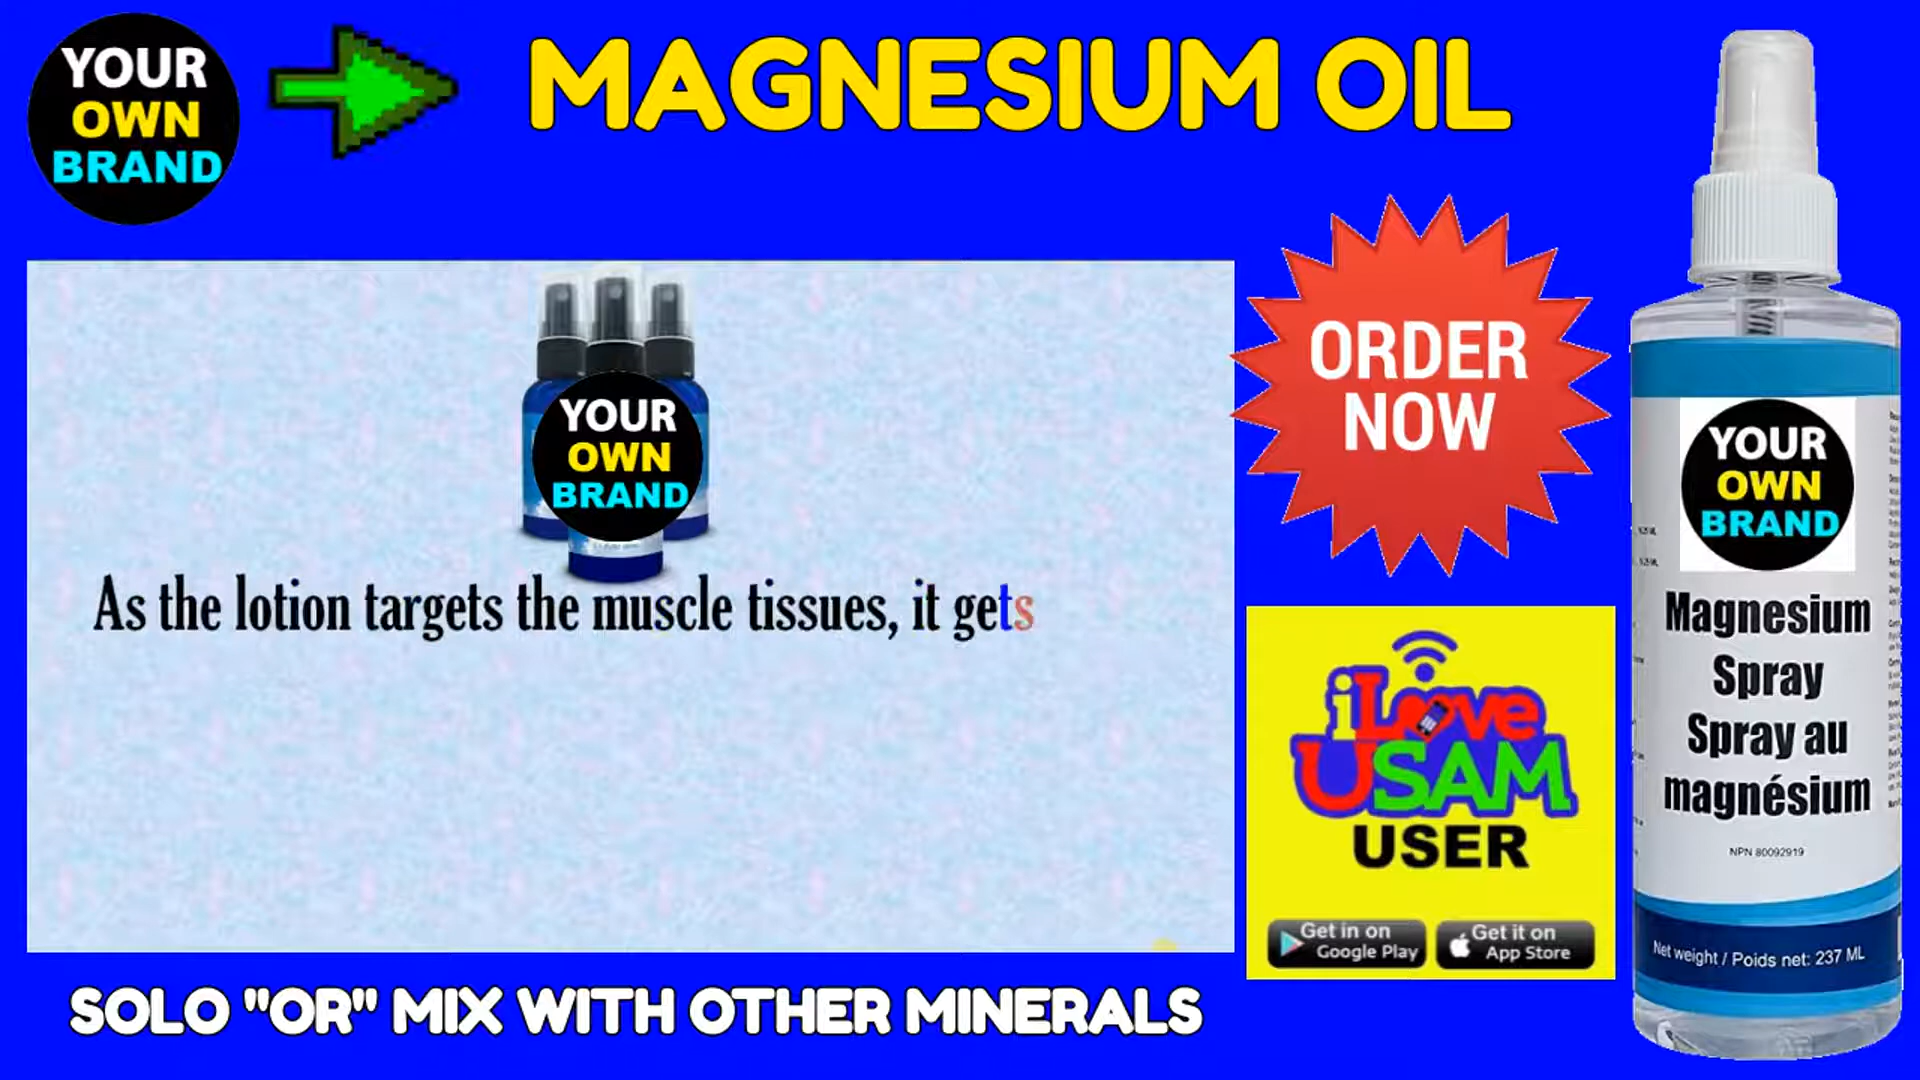 YOUR
OWN
BRAND
MAGNESIUM OIL
YOUR
OWN
BRAND
As the lotion targets the muscle tissues, it gets
ORDER
NOW
iLove
USAM
USER
Get in on
Google Play
Get it on
App Store
YOUR
OWN
BRAND
Magnesium
Spray
Spray au
magnésium
NPN 80092919
Net weight / Poids net: 237 ML
SOLO "OR" MIX WITH OTHER MINERALS